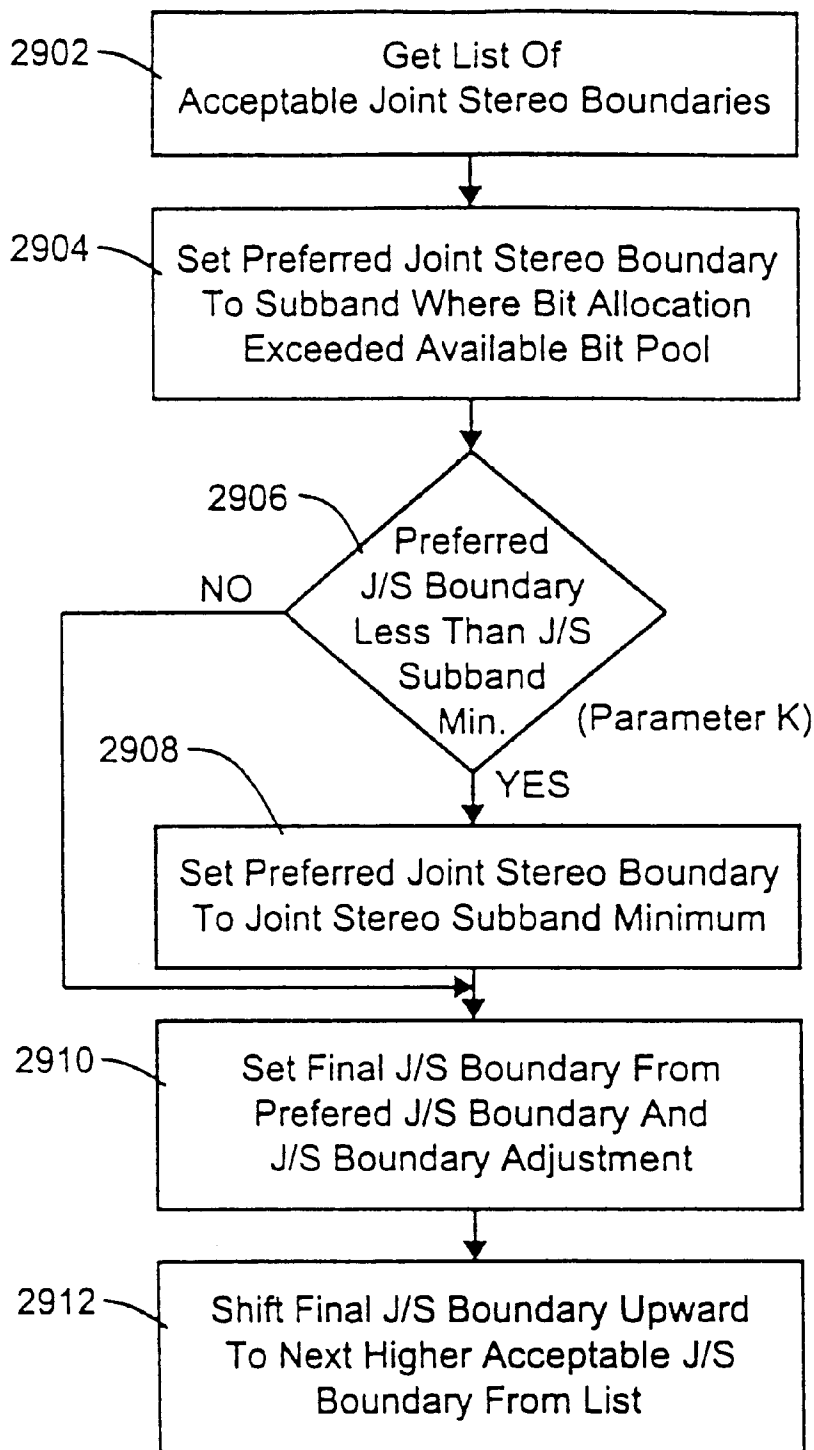 2902
Get List Of
Acceptable Joint Stereo Boundaries
2904
Set Preferred Joint Stereo Boundary
To Subband Where Bit Allocation
Exceeded Available Bit Pool
2906
Preferred
J/S Boundary
Less Than J/S
Subband
Min.
(Parameter K)
NO
YES
2908
Set Preferred Joint Stereo Boundary
To Joint Stereo Subband Minimum
2910
Set Final J/S Boundary From
Prefered J/S Boundary And
J/S Boundary Adjustment
2912
Shift Final J/S Boundary Upward
To Next Higher Acceptable J/S
Boundary From List